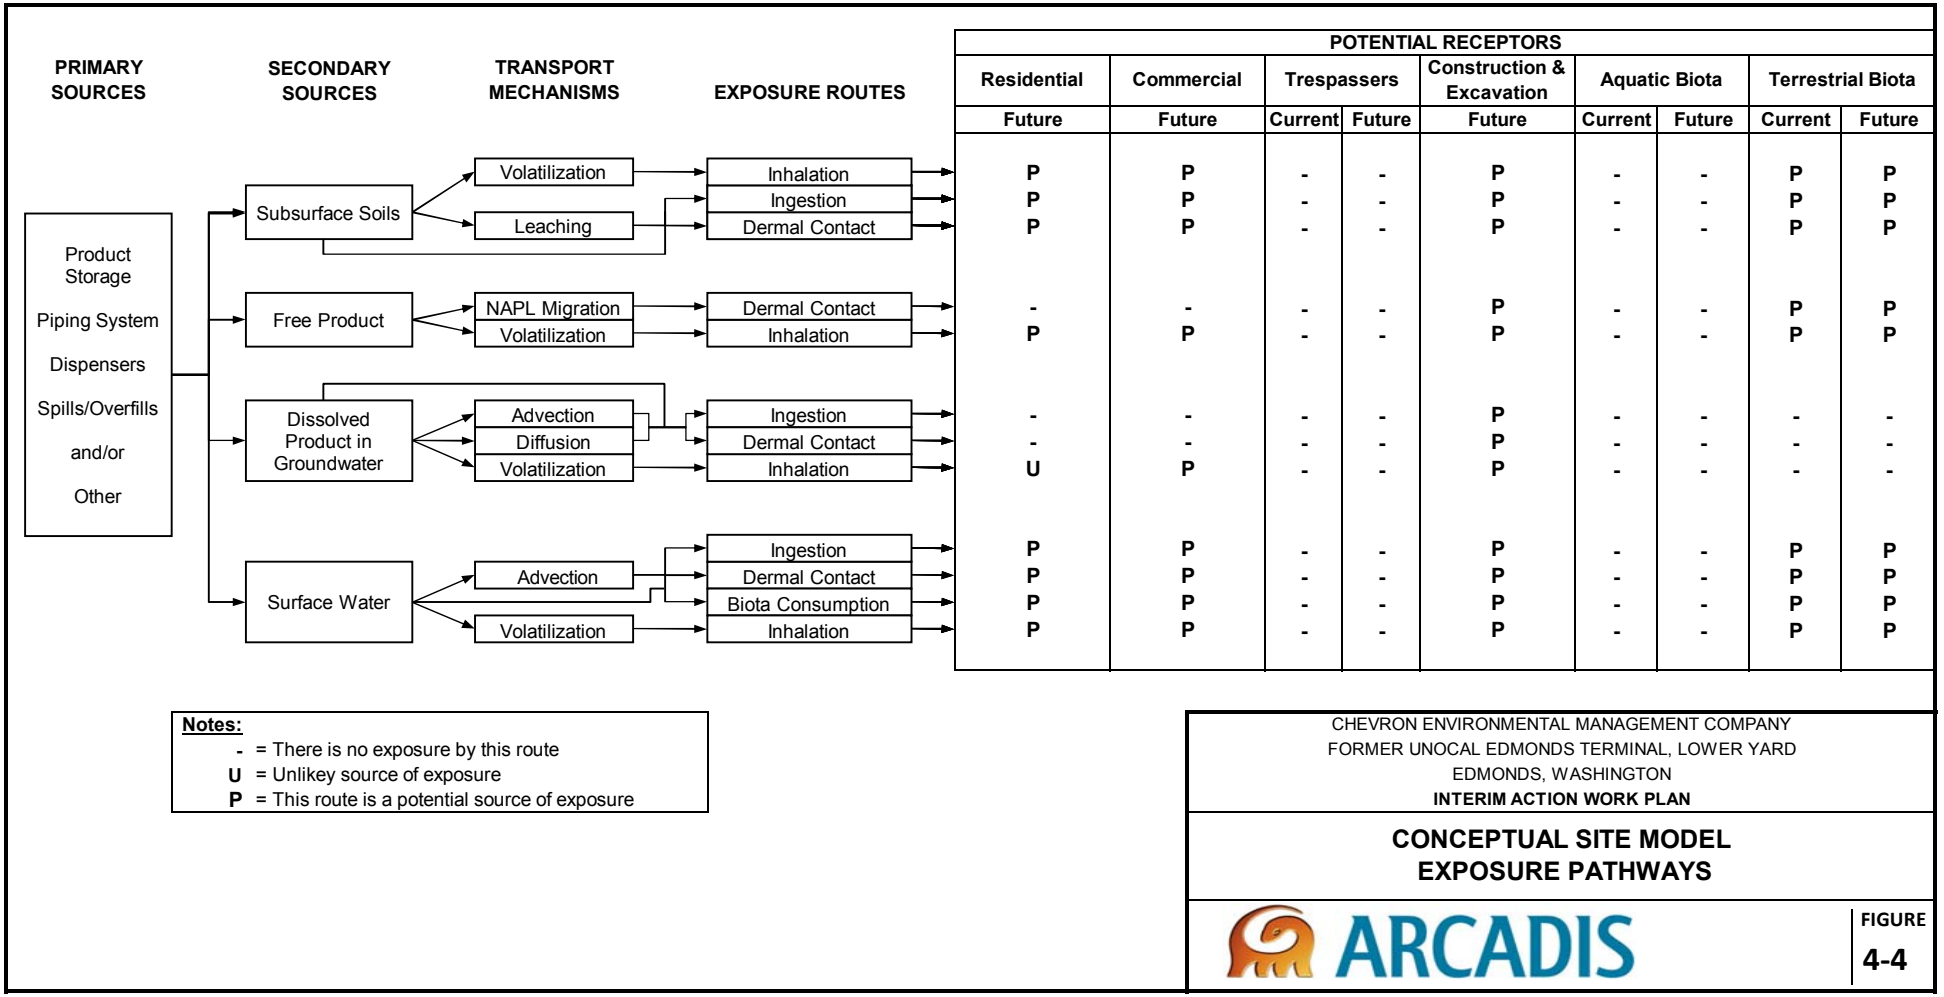 POTENTIAL RECEPTORS
PRIMARY SOURCES
SECONDARY SOURCES
TRANSPORT MECHANISMS
EXPOSURE ROUTES
Residential Commercial Trespassers Construction & Excavation Aquatic Biota Terrestrial Biota
Future Future Current Future Future Current Future Current Future
Product
Storage
Piping System
Dispensers
Spills/Overfills
and/or
Other
Subsurface Soils
Volatilization
Leaching
Inhalation P P - - P - - P P
Ingestion P P - - P - - P P
Dermal Contact P P - - P - - P P
Free Product
NAPL Migration Dermal Contact - - - - P - - P P
Volatilization Inhalation P P - - P - - P P
Dissolved
Product in
Groundwater
Advection Ingestion - - - - P - - - -
Diffusion Dermal Contact - - - - P - - - -
Volatilization Inhalation U P - - P - - - -
Surface Water
Ingestion P P - - P - - P P
Advection Dermal Contact P P - - P - - P P
Biota Consumption P P - - P - - P P
Volatilization Inhalation P P - - P - - P P
Notes:
- = There is no exposure by this route
U = Unlikey source of exposure
P = This route is a potential source of exposure
CHEVRON ENVIRONMENTAL MANAGEMENT COMPANY
FORMER UNOCAL EDMONDS TERMINAL, LOWER YARD
EDMONDS, WASHINGTON
INTERIM ACTION WORK PLAN
CONCEPTUAL SITE MODEL
EXPOSURE PATHWAYS
ARCADIS
FIGURE
4-4